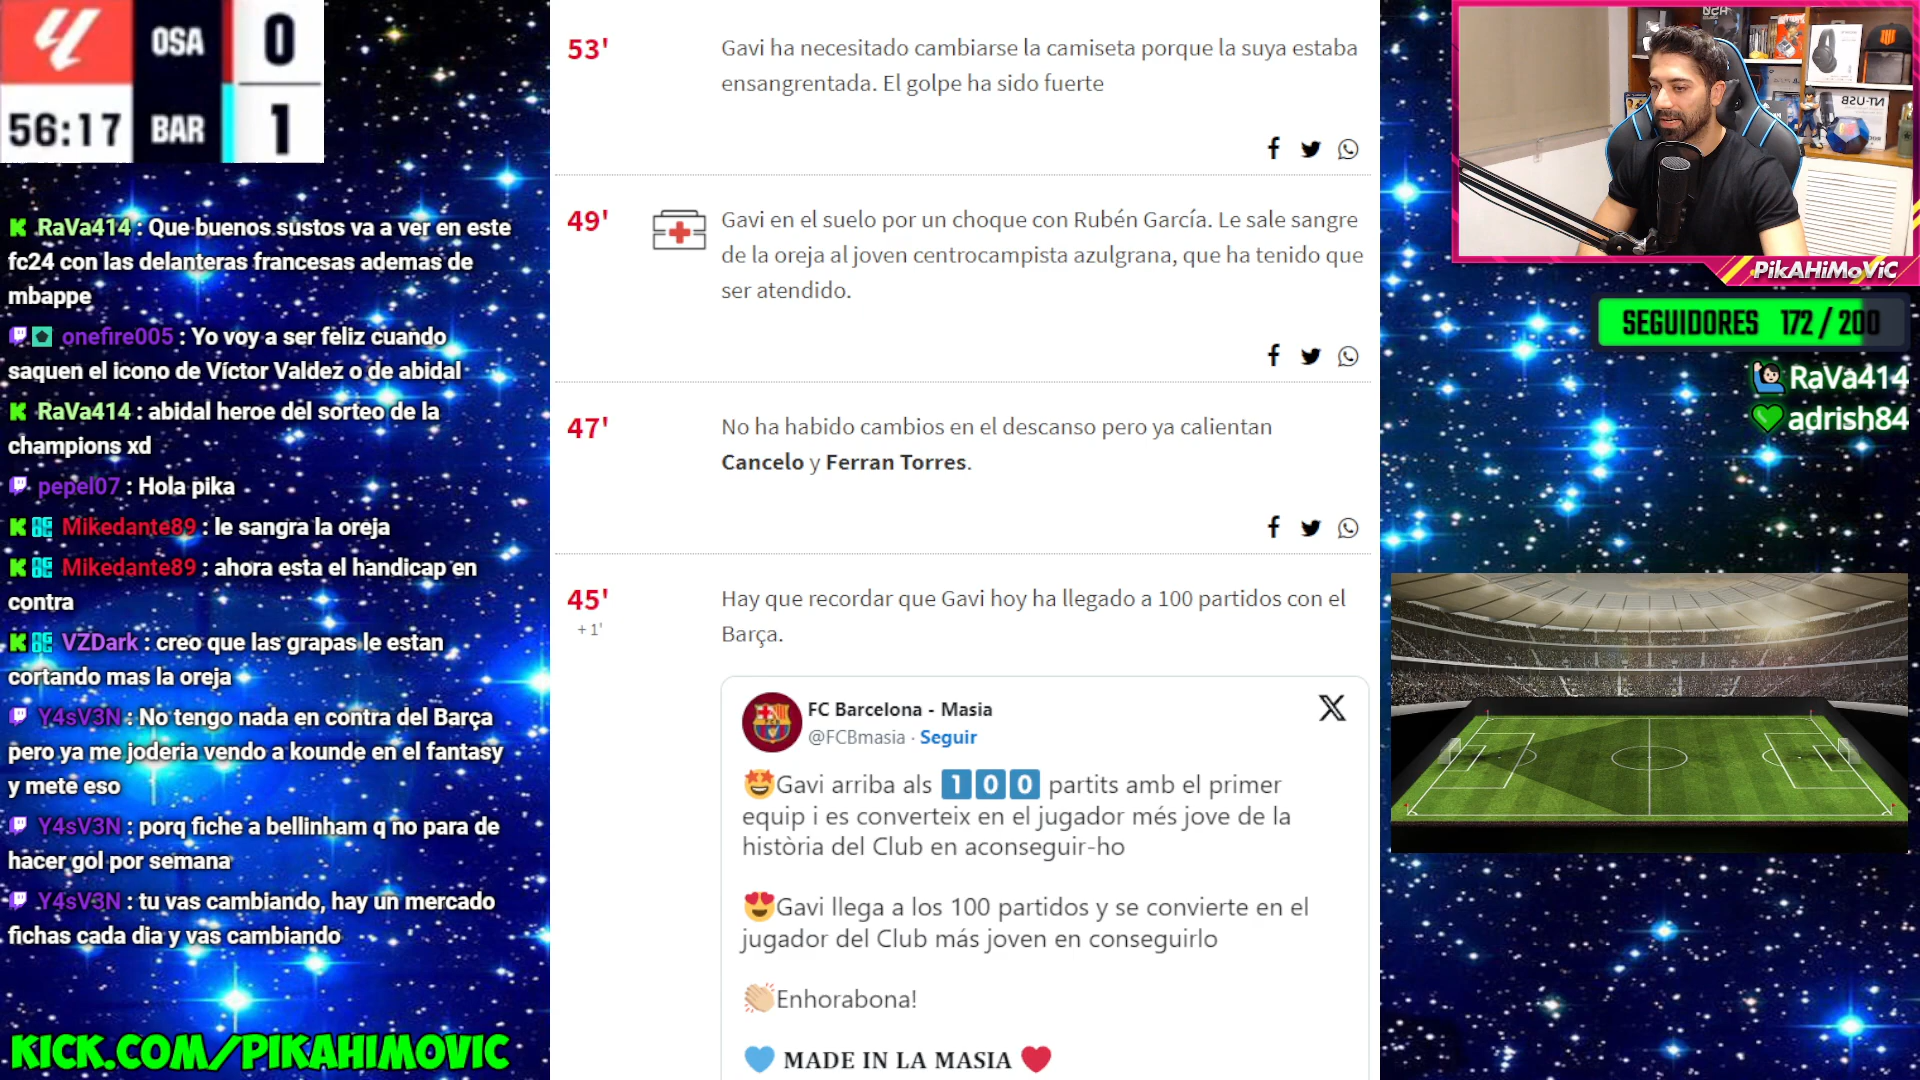 OSA 0
56:17 BAR 1
RaVa414 : Que buenos sustos va a ver en este
fc24 con las delanteras francesas ademas de
mbappe
onefire005 : Yo voy a ser feliz cuando
saquen el icono de Víctor Valdez o de abidal
RaVa414 : abidal heroe del sorteo de la
champions xd
pepel07 : Hola pika
Mikedante89 : le sangra la oreja
Mikedante89 : ahora esta el handicap en
contra
VZDark : creo que las grapas le estan
cortando mas la oreja
Y4sV3N : No tengo nada en contra del Barça
pero ya me joderia vendo a kounde en el fantasy
y mete eso
Y4sV3N : porq fiche a bellinham q no para de
hacer gol por semana
Y4sV3N : tu vas cambiando, hay un mercado
fichas cada dia y vas cambiando
KICK.COM/PIKAHIMOVIC
53' Gavi ha necesitado cambiarse la camiseta porque la suya estaba
ensangrentada. El golpe ha sido fuerte
49' Gavi en el suelo por un choque con Rubén García. Le sale sangre
de la oreja al joven centrocampista azulgrana, que ha tenido que
ser atendido.
47' No ha habido cambios en el descanso pero ya calientan
Cancelo y Ferran Torres.
45' Hay que recordar que Gavi hoy ha llegado a 100 partidos con el
+ 1' Barça.
FC Barcelona - Masia
@FCBmasia · Seguir
🤩Gavi arriba als 1️⃣0️⃣0️⃣ partits amb el primer
equip i es converteix en el jugador més jove de la
història del Club en aconseguir-ho
😍Gavi llega a los 100 partidos y se convierte en el
jugador del Club más joven en conseguirlo
👏🏻Enhorabona!
💙 MADE IN LA MASIA ❤️
NT-USB
PikAHiMoViC
SEGUIDORES 172 / 200
RaVa414
adrish84